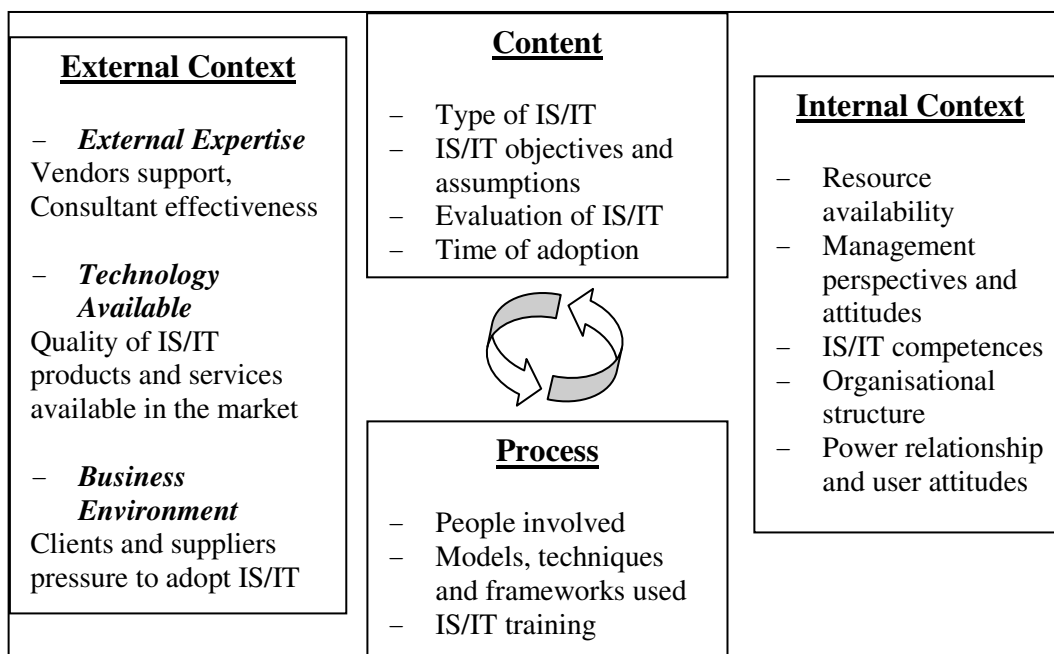 External Context
– External Expertise
Vendors support,
Consultant effectiveness
– Technology
Available
Quality of IS/IT
products and services
available in the market
– Business
Environment
Clients and suppliers
pressure to adopt IS/IT
Content
– Type of IS/IT
– IS/IT objectives and
assumptions
– Evaluation of IS/IT
– Time of adoption
Process
– People involved
– Models, techniques
and frameworks used
– IS/IT training
Internal Context
– Resource
availability
– Management
perspectives and
attitudes
– IS/IT competences
– Organisational
structure
– Power relationship
and user attitudes